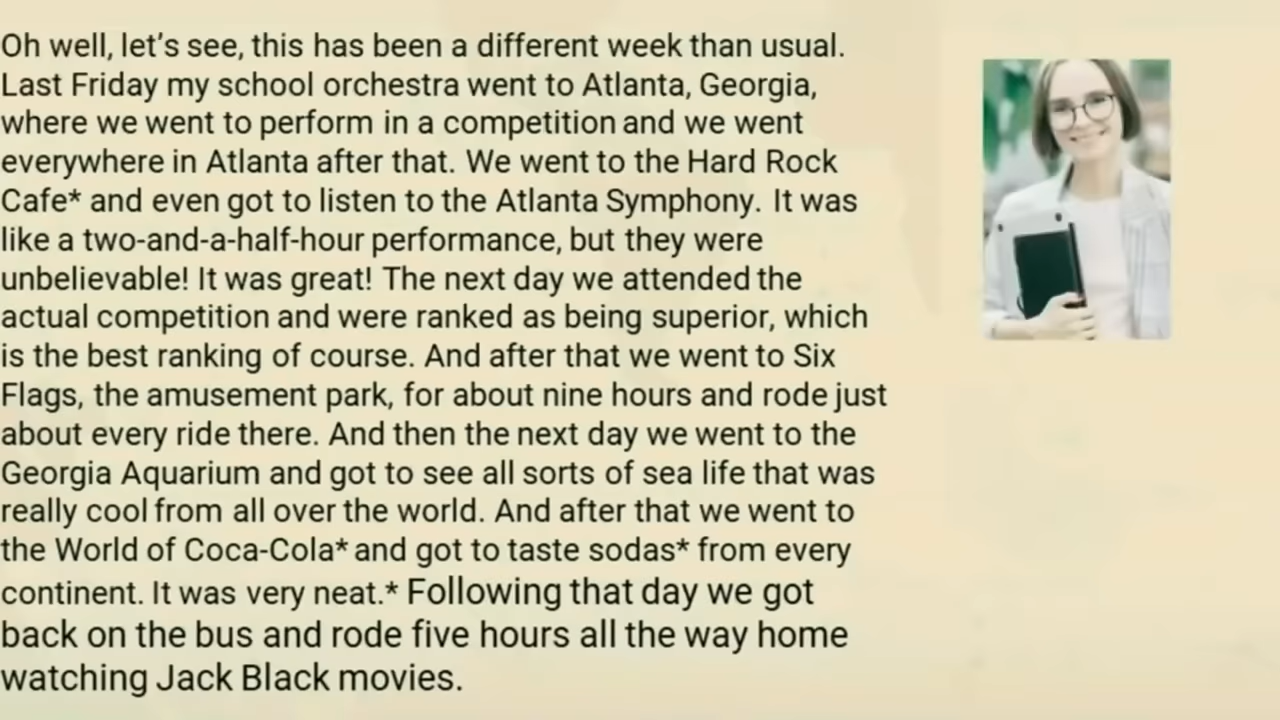 Oh well, let’s see, this has been a different week than usual.
Last Friday my school orchestra went to Atlanta, Georgia,
where we went to perform in a competition and we went
everywhere in Atlanta after that. We went to the Hard Rock
Cafe* and even got to listen to the Atlanta Symphony. It was
like a two-and-a-half-hour performance, but they were
unbelievable! It was great! The next day we attended the
actual competition and were ranked as being superior, which
is the best ranking of course. And after that we went to Six
Flags, the amusement park, for about nine hours and rode just
about every ride there. And then the next day we went to the
Georgia Aquarium and got to see all sorts of sea life that was
really cool from all over the world. And after that we went to
the World of Coca-Cola* and got to taste sodas* from every
continent. It was very neat.* Following that day we got
back on the bus and rode five hours all the way home
watching Jack Black movies.